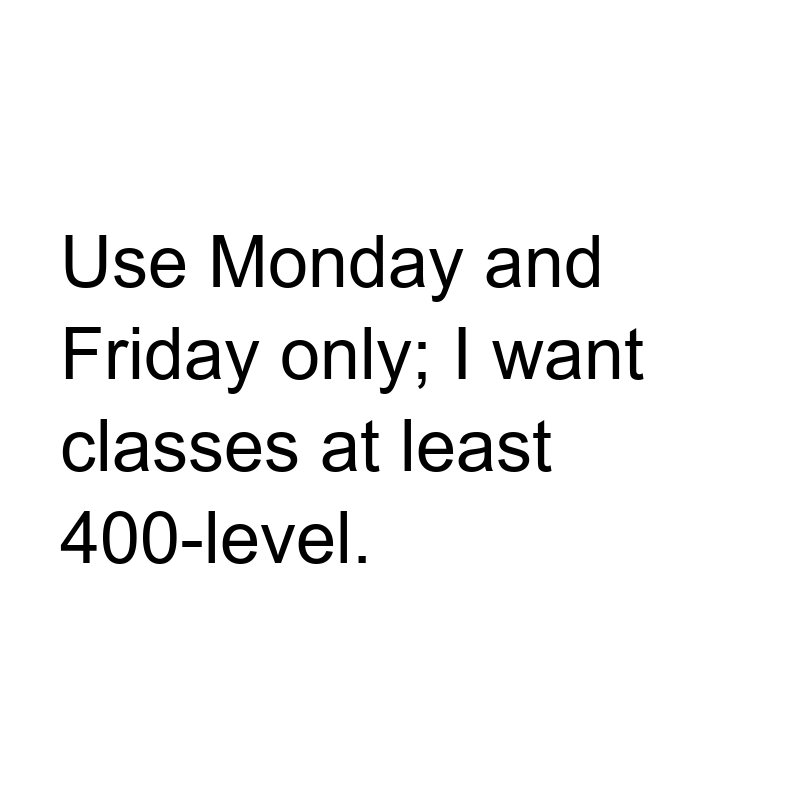 Use Monday and
Friday only; I want
classes at least
400-level.